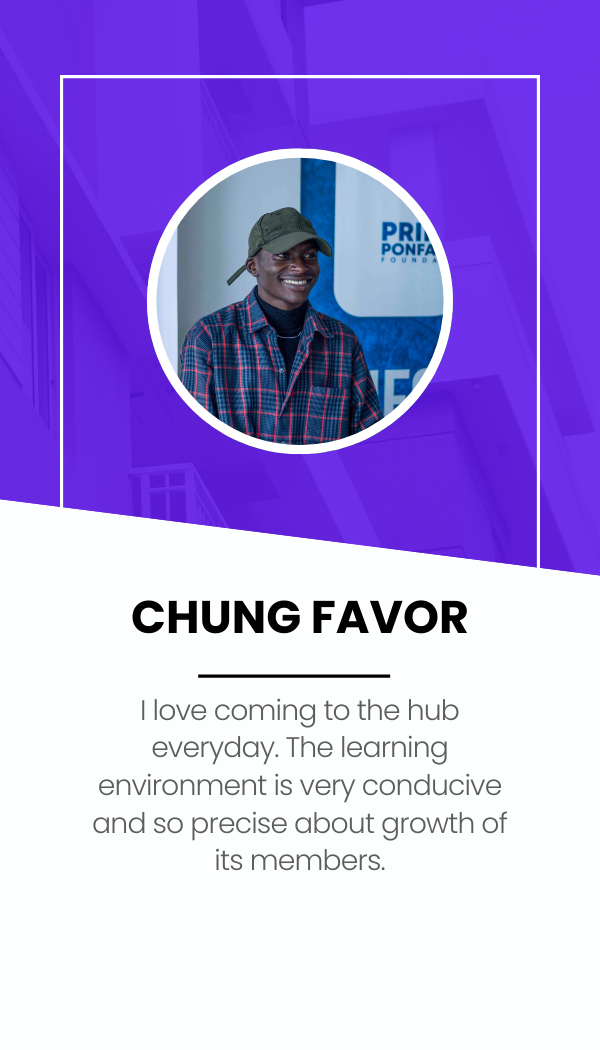 PRI
PONFA
FOUNDA
CHUNG FAVOR
I love coming to the hub
everyday. The learning
environment is very conducive
and so precise about growth of
its members.